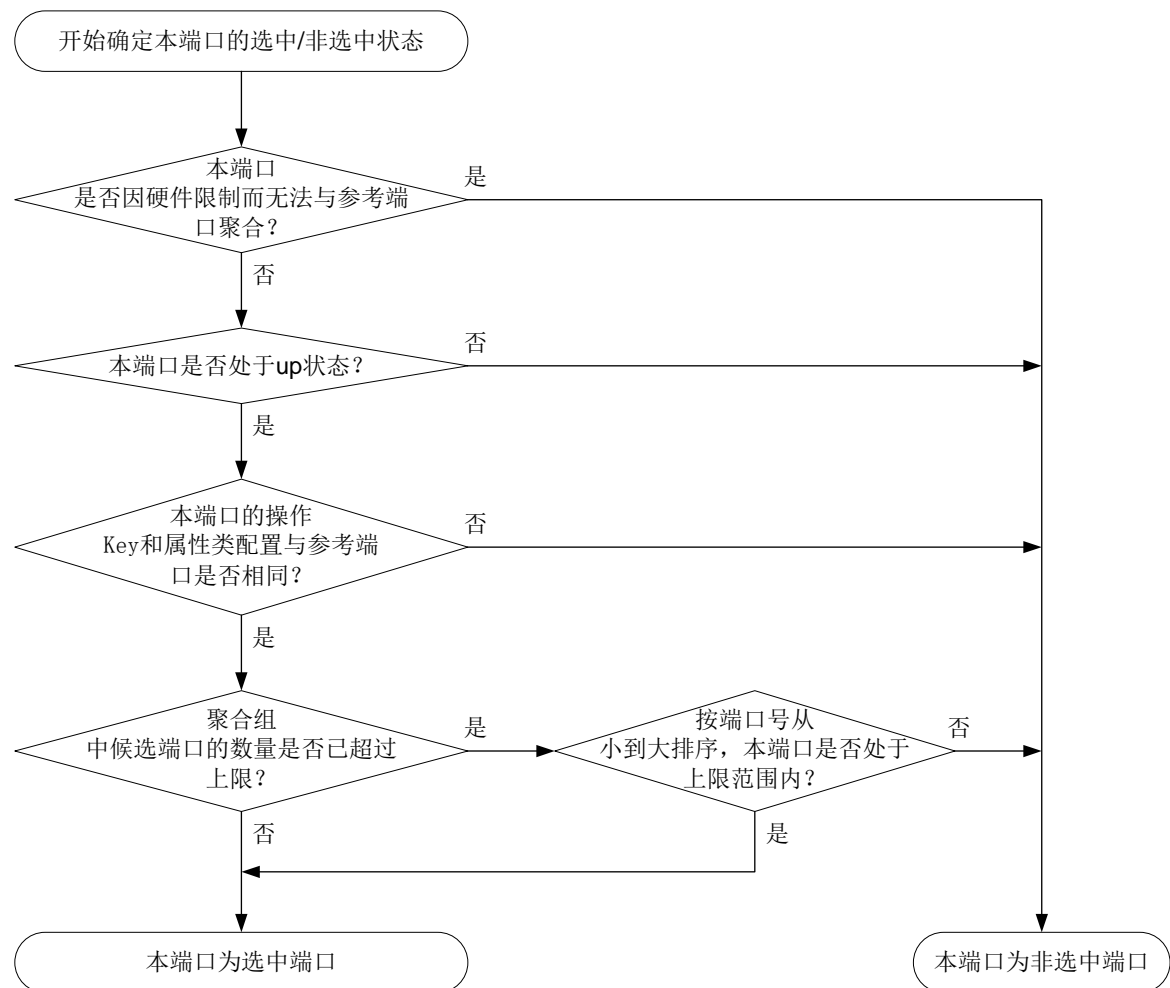 开始确定本端口的选中/非选中状态
本端口
是否因硬件限制而无法与参考端
口聚合?
是
否
本端口是否处于up状态?
否
是
本端口的操作
Key和属性类配置与参考端
口是否相同?
否
是
聚合组
中候选端口的数量是否已超过
上限?
是
按端口号从
小到大排序，本端口是否处于
上限范围内?
否
否
是
本端口为选中端口
本端口为非选中端口